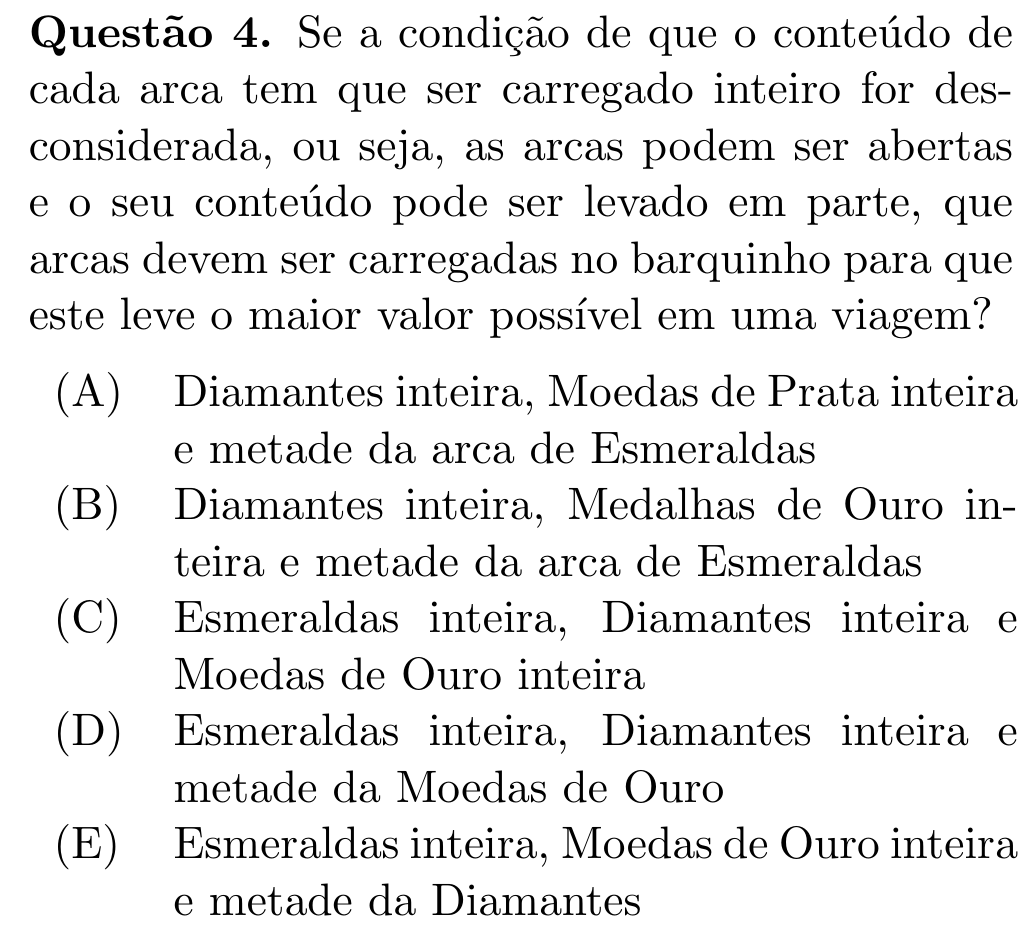 Questão 4. Se a condição de que o conteúdo de
cada arca tem que ser carregado inteiro for des-
considerada, ou seja, as arcas podem ser abertas
e o seu conteúdo pode ser levado em parte, que
arcas devem ser carregadas no barquinho para que
este leve o maior valor possível em uma viagem?
(A) Diamantes inteira, Moedas de Prata inteira
e metade da arca de Esmeraldas
(B) Diamantes inteira, Medalhas de Ouro in-
teira e metade da arca de Esmeraldas
(C) Esmeraldas inteira, Diamantes inteira e
Moedas de Ouro inteira
(D) Esmeraldas inteira, Diamantes inteira e
metade da Moedas de Ouro
(E) Esmeraldas inteira, Moedas de Ouro inteira
e metade da Diamantes